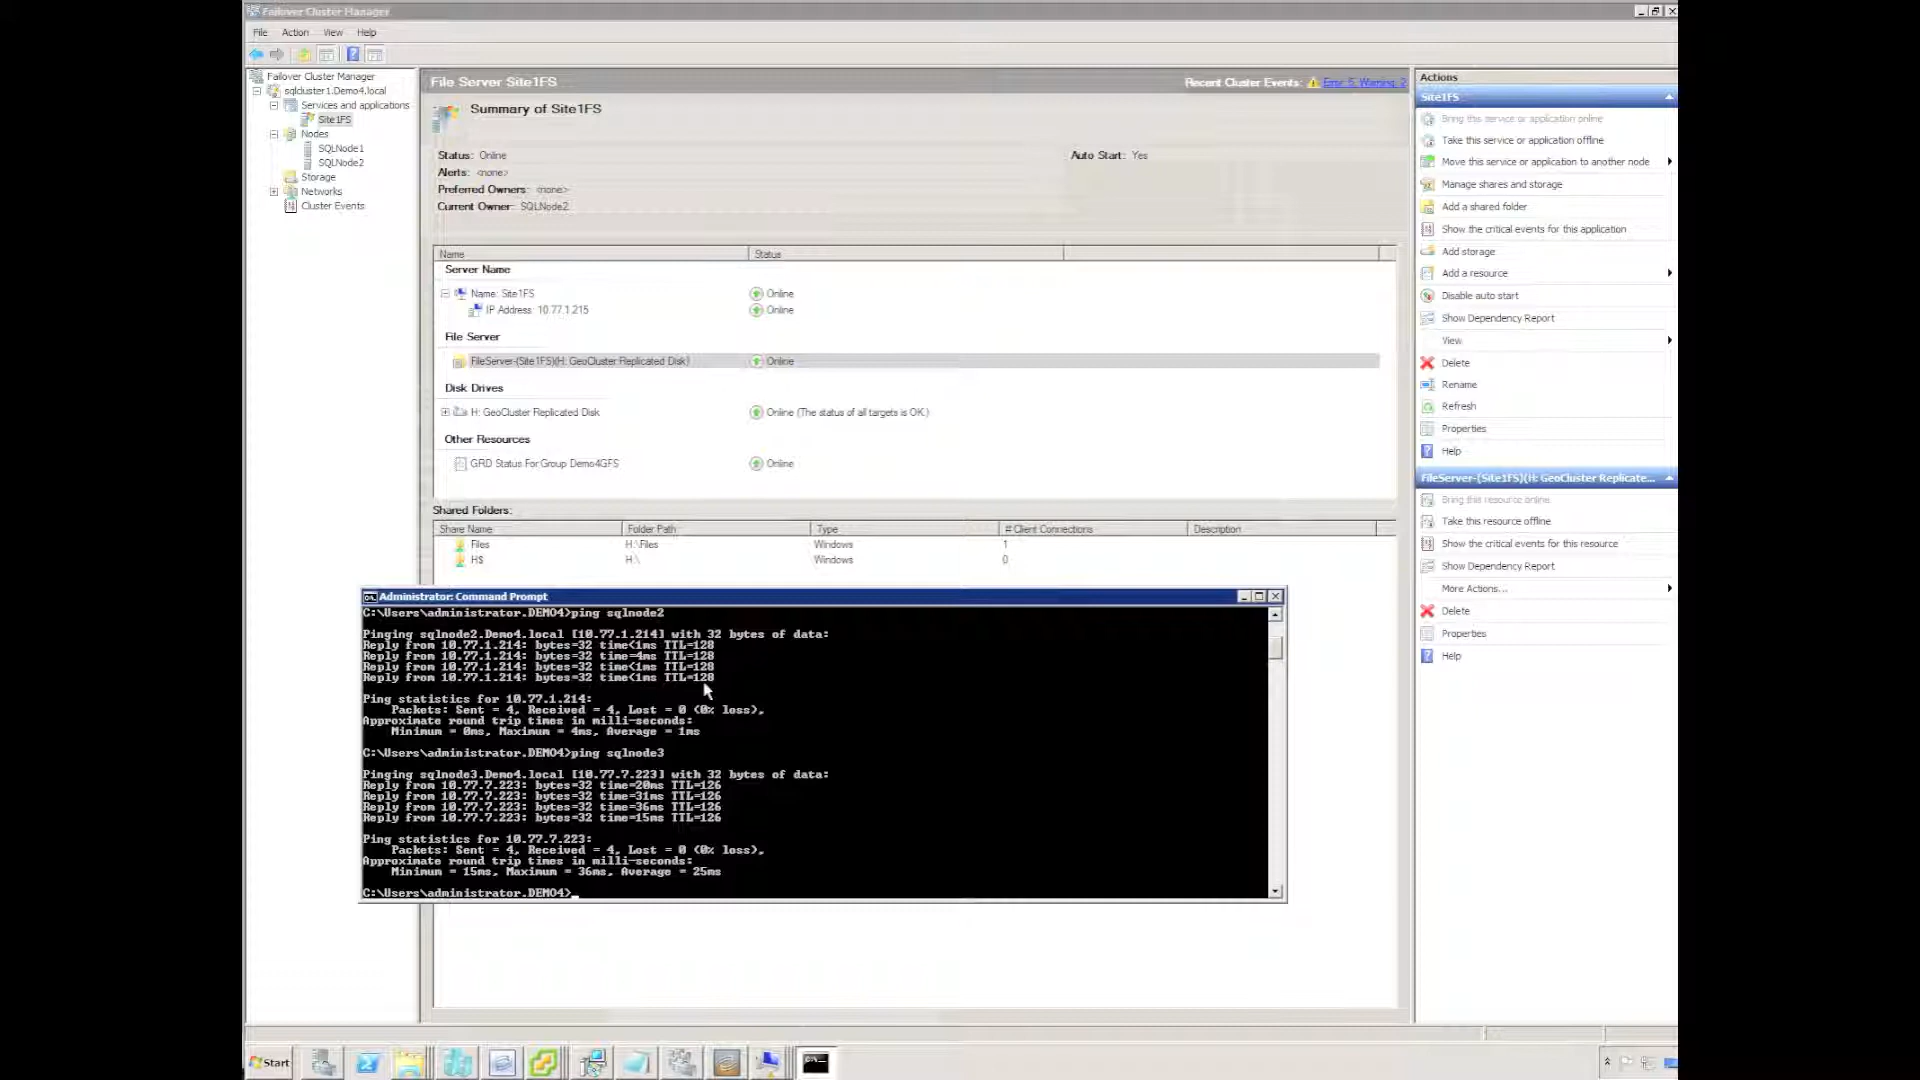 Failover Cluster Manager
File Action View Help
Failover Cluster Manager
sqlcluster1.Demo4.local
Services and applications
Site1FS
Nodes
SQLNode1
SQLNode2
Storage
Networks
Cluster Events
File Server Site1FS
Recent Cluster Events: Error: 5, Warning: 2
Summary of Site1FS
Status: Online
Auto Start: Yes
Alerts: <none>
Preferred Owners: <none>
Current Owner: SQLNode2
Name Status
Server Name
Name: Site1FS Online
IP Address: 10.77.1.215 Online
File Server
FileServer-(Site1FS)(H: GeoCluster Replicated Disk) Online
Disk Drives
H: GeoCluster Replicated Disk Online (The status of all targets is OK.)
Other Resources
GRD Status For Group Demo4GFS Online
Shared Folders:
Share Name Folder Path Type # Client Connections Description
Files H:\Files Windows 1
H$ H:\ Windows 0
Administrator: Command Prompt
C:\Users\administrator.DEMO4>ping sqlnode2
Pinging sqlnode2.Demo4.local [10.77.1.214] with 32 bytes of data:
Reply from 10.77.1.214: bytes=32 time<1ms TTL=128
Reply from 10.77.1.214: bytes=32 time=4ms TTL=128
Reply from 10.77.1.214: bytes=32 time<1ms TTL=128
Reply from 10.77.1.214: bytes=32 time<1ms TTL=128
Ping statistics for 10.77.1.214:
Packets: Sent = 4, Received = 4, Lost = 0 (0% loss),
Approximate round trip times in milli-seconds:
Minimum = 0ms, Maximum = 4ms, Average = 1ms
C:\Users\administrator.DEMO4>ping sqlnode3
Pinging sqlnode3.Demo4.local [10.77.7.223] with 32 bytes of data:
Reply from 10.77.7.223: bytes=32 time=20ms TTL=126
Reply from 10.77.7.223: bytes=32 time=31ms TTL=126
Reply from 10.77.7.223: bytes=32 time=36ms TTL=126
Reply from 10.77.7.223: bytes=32 time=15ms TTL=126
Ping statistics for 10.77.7.223:
Packets: Sent = 4, Received = 4, Lost = 0 (0% loss),
Approximate round trip times in milli-seconds:
Minimum = 15ms, Maximum = 36ms, Average = 25ms
C:\Users\administrator.DEMO4>_
Actions
Site1FS
Bring this service or application online
Take this service or application offline
Move this service or application to another node
Manage shares and storage
Add a shared folder
Show the critical events for this application
Add storage
Add a resource
Disable auto start
Show Dependency Report
View
Delete
Rename
Refresh
Properties
Help
FileServer-(Site1FS)(H: GeoCluster Replicate...
Bring this resource online
Take this resource offline
Show the critical events for this resource
Show Dependency Report
More Actions...
Delete
Properties
Help
Start